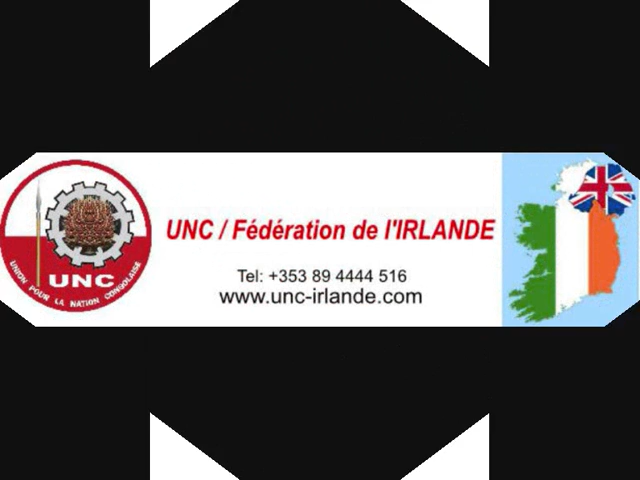 UNC
UNION POUR LA NATION CONGOLAISE
UNC / Fédération de l'IRLANDE
Tel: +353 89 4444 516
www.unc-irlande.com